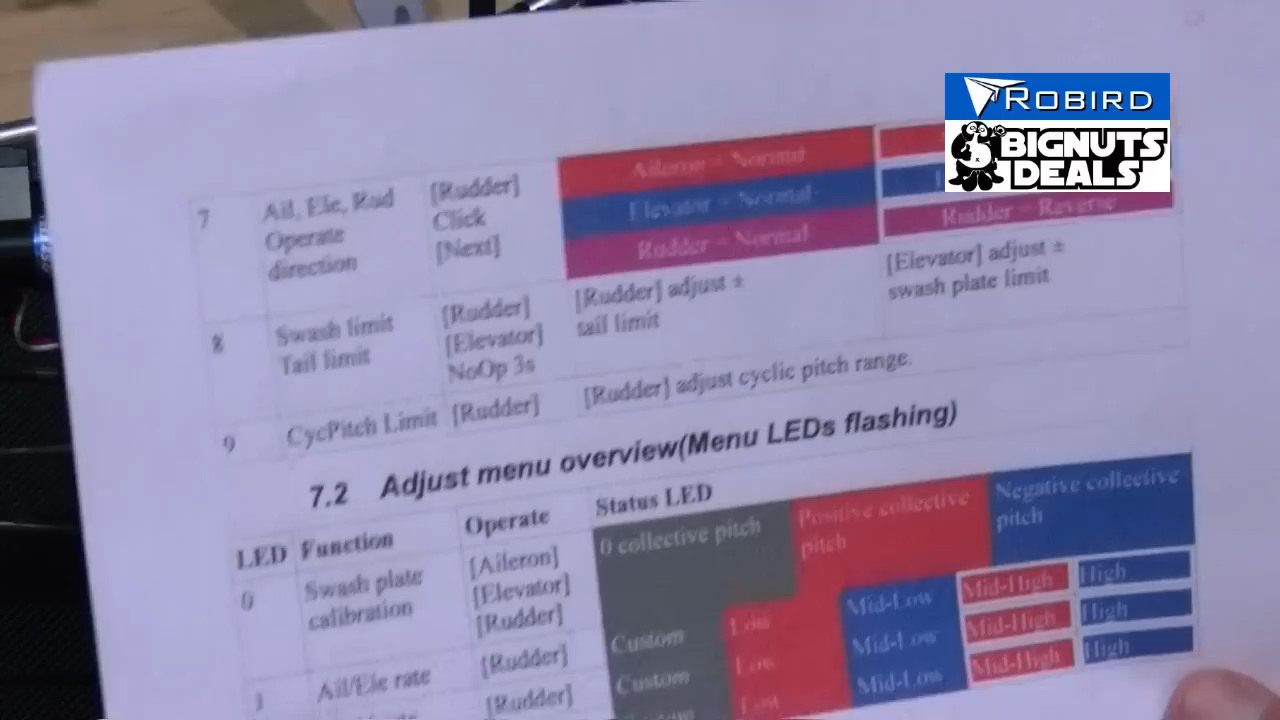 ROBIRD
BIGNUTS
DEALS
7
Ail, Ele, Rud
Operate
direction
[Rudder]
Click
[Next]
Aileron = Normal
Elevator = Normal
Rudder = Normal
Rudder = Reverse
8
Swash limit
Tail limit
[Rudder]
[Elevator]
NoOp 3s
[Rudder] adjust ±
tail limit
[Elevator] adjust ±
swash plate limit
9
CycPitch Limit
[Rudder]
[Rudder] adjust cyclic pitch range.
7.2 Adjust menu overview(Menu LEDs flashing)
LED
Function
Operate
Status LED
0
Swash plate
calibration
[Aileron]
[Elevator]
[Rudder]
0 collective pitch
Positive collective
pitch
Negative collective
pitch
1
Ail/Ele rate
[Rudder]
Custom
Low
Mid-Low
Mid-High
High
[Rudder]
Custom
Low
Mid-Low
Mid-High
High
Low
Mid-Low
Mid-High
High